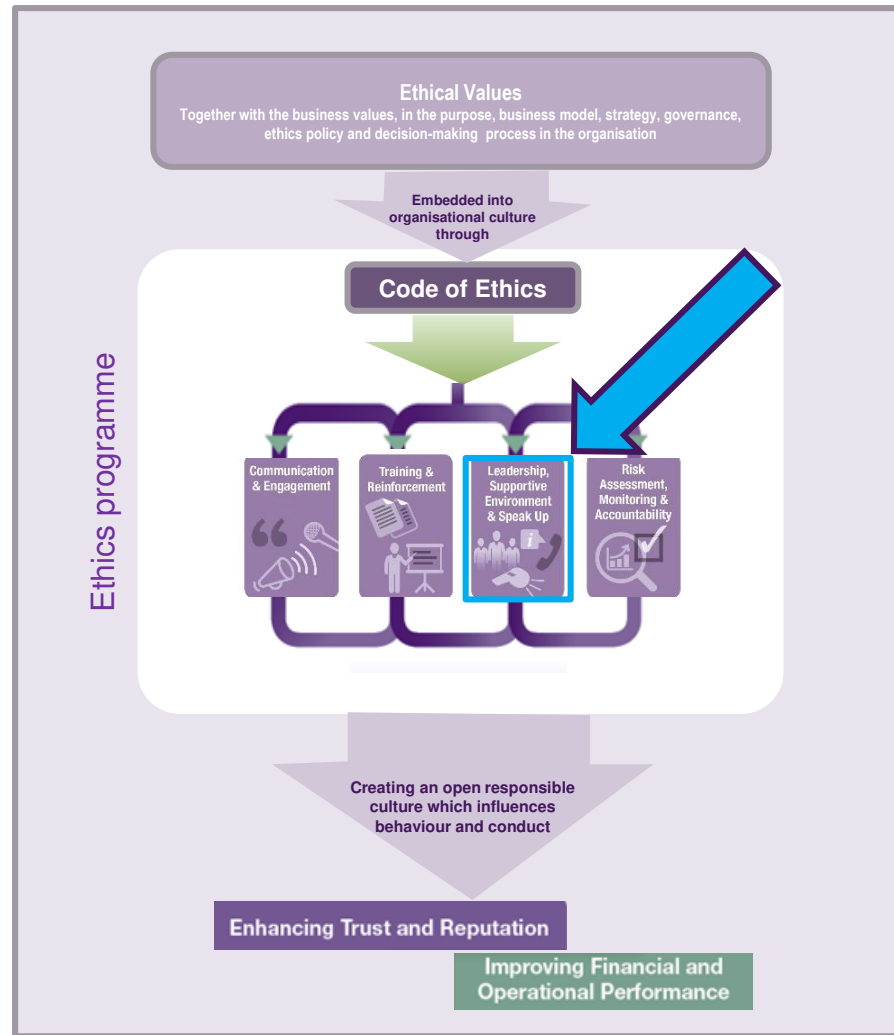 Ethical Values
Together with the business values, in the purpose, business model, strategy, governance,
ethics policy and decision-making process in the organisation
Embedded into
organisational culture
through
Code of Ethics
Ethics programme
Communication
& Engagement
Training &
Reinforcement
Leadership,
Supportive
Environment
& Speak Up
i
Risk
Assessment,
Monitoring &
Accountability
Creating an open responsible
culture which influences
behaviour and conduct
Enhancing Trust and Reputation
Improving Financial and
Operational Performance